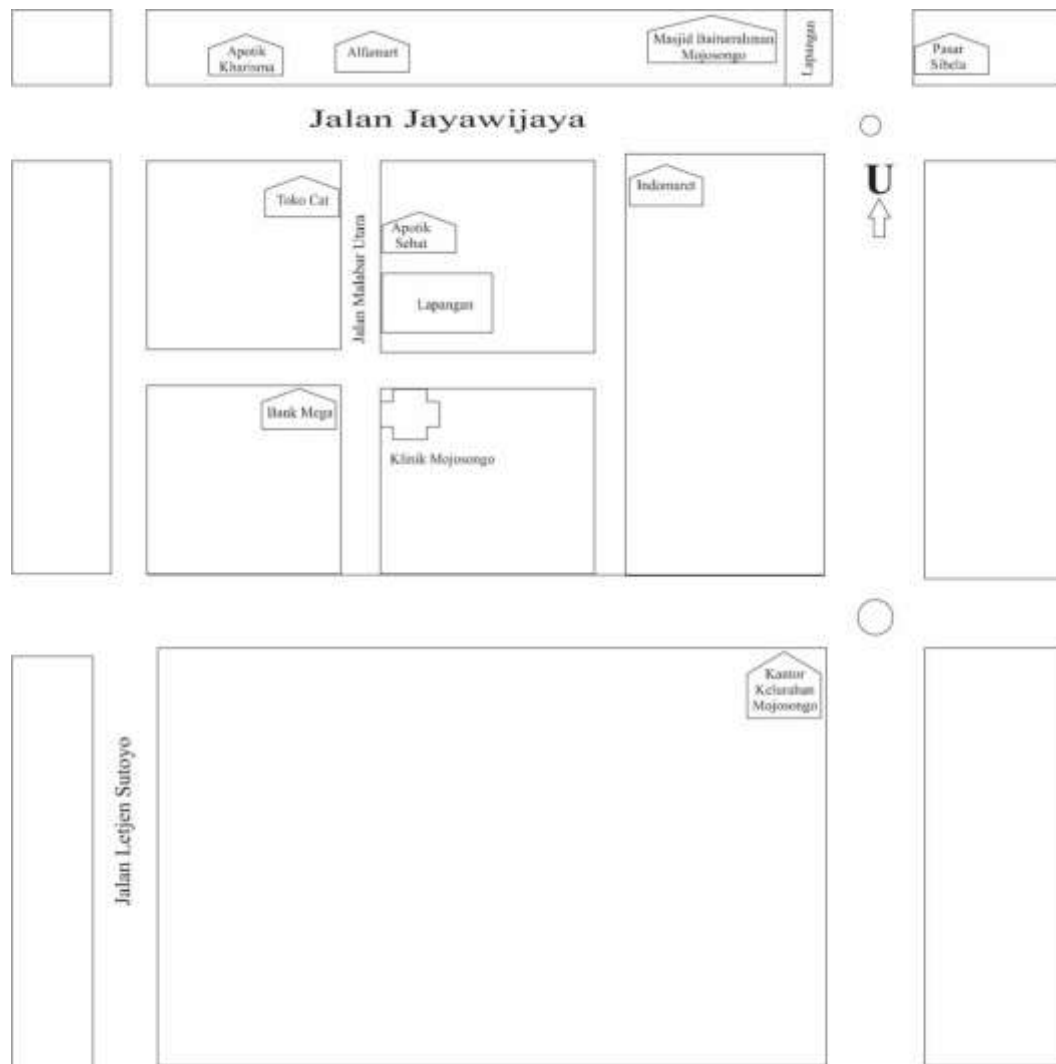 Apotik
Kharisma
Alfamart
Masjid Baiturrahman
Mojosongo
Lapangan
Pasar
Sibela
Jalan Jayawijaya
U
Toko Cat
Jalan Malabar Utara
Apotik
Sehat
Indomaret
Lapangan
Bank Mega
Klinik Mojosongo
Kantor
Kelurahan
Mojosongo
Jalan Letjen Sutoyo